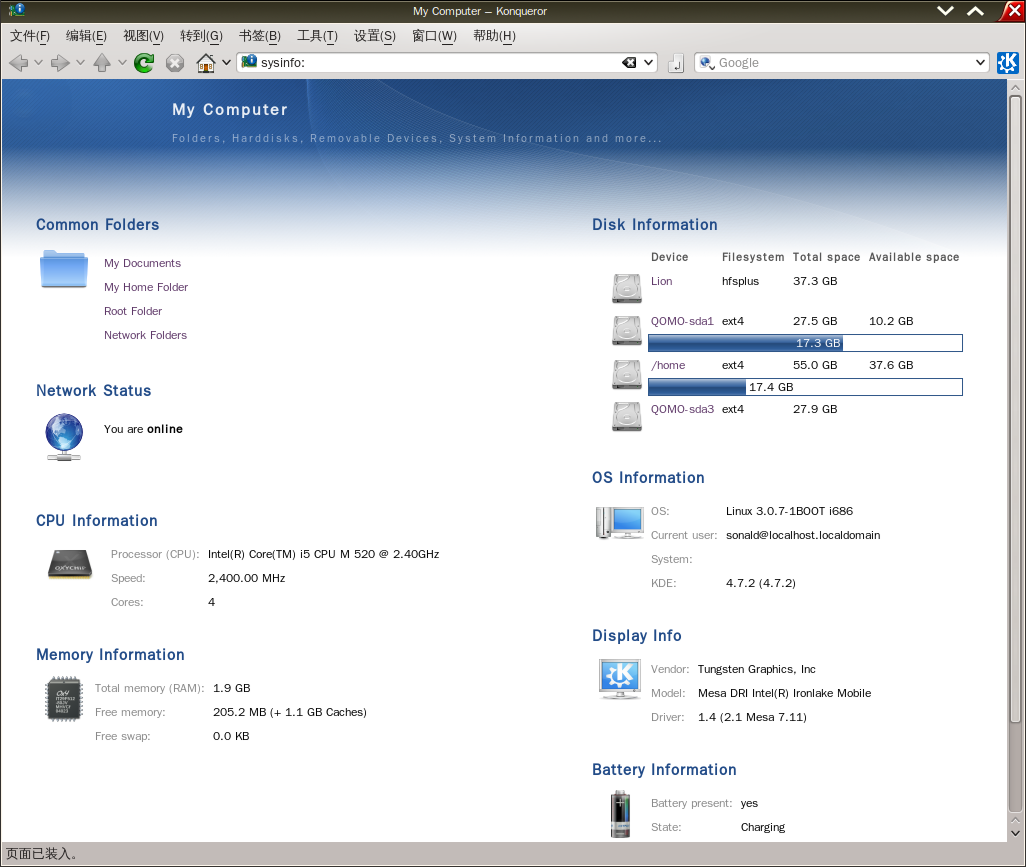 My Computer – Konqueror
文件(F) 编辑(E) 视图(V) 转到(G) 书签(B) 工具(T) 设置(S) 窗口(W) 帮助(H)
sysinfo:
Google
My Computer
Folders, Harddisks, Removable Devices, System Information and more...
Common Folders
My Documents
My Home Folder
Root Folder
Network Folders
Network Status
You are online
CPU Information
Processor (CPU): Intel(R) Core(TM) i5 CPU M 520 @ 2.40GHz
Speed: 2,400.00 MHz
Cores: 4
Memory Information
Total memory (RAM): 1.9 GB
Free memory: 205.2 MB (+ 1.1 GB Caches)
Free swap: 0.0 KB
Disk Information
Device Filesystem Total space Available space
Lion hfsplus 37.3 GB
QOMO-sda1 ext4 27.5 GB 10.2 GB
17.3 GB
/home ext4 55.0 GB 37.6 GB
17.4 GB
QOMO-sda3 ext4 27.9 GB
OS Information
OS: Linux 3.0.7-1BOOT i686
Current user: sonald@localhost.localdomain
System:
KDE: 4.7.2 (4.7.2)
Display Info
Vendor: Tungsten Graphics, Inc
Model: Mesa DRI Intel(R) Ironlake Mobile
Driver: 1.4 (2.1 Mesa 7.11)
Battery Information
Battery present: yes
State: Charging
页面已装入。